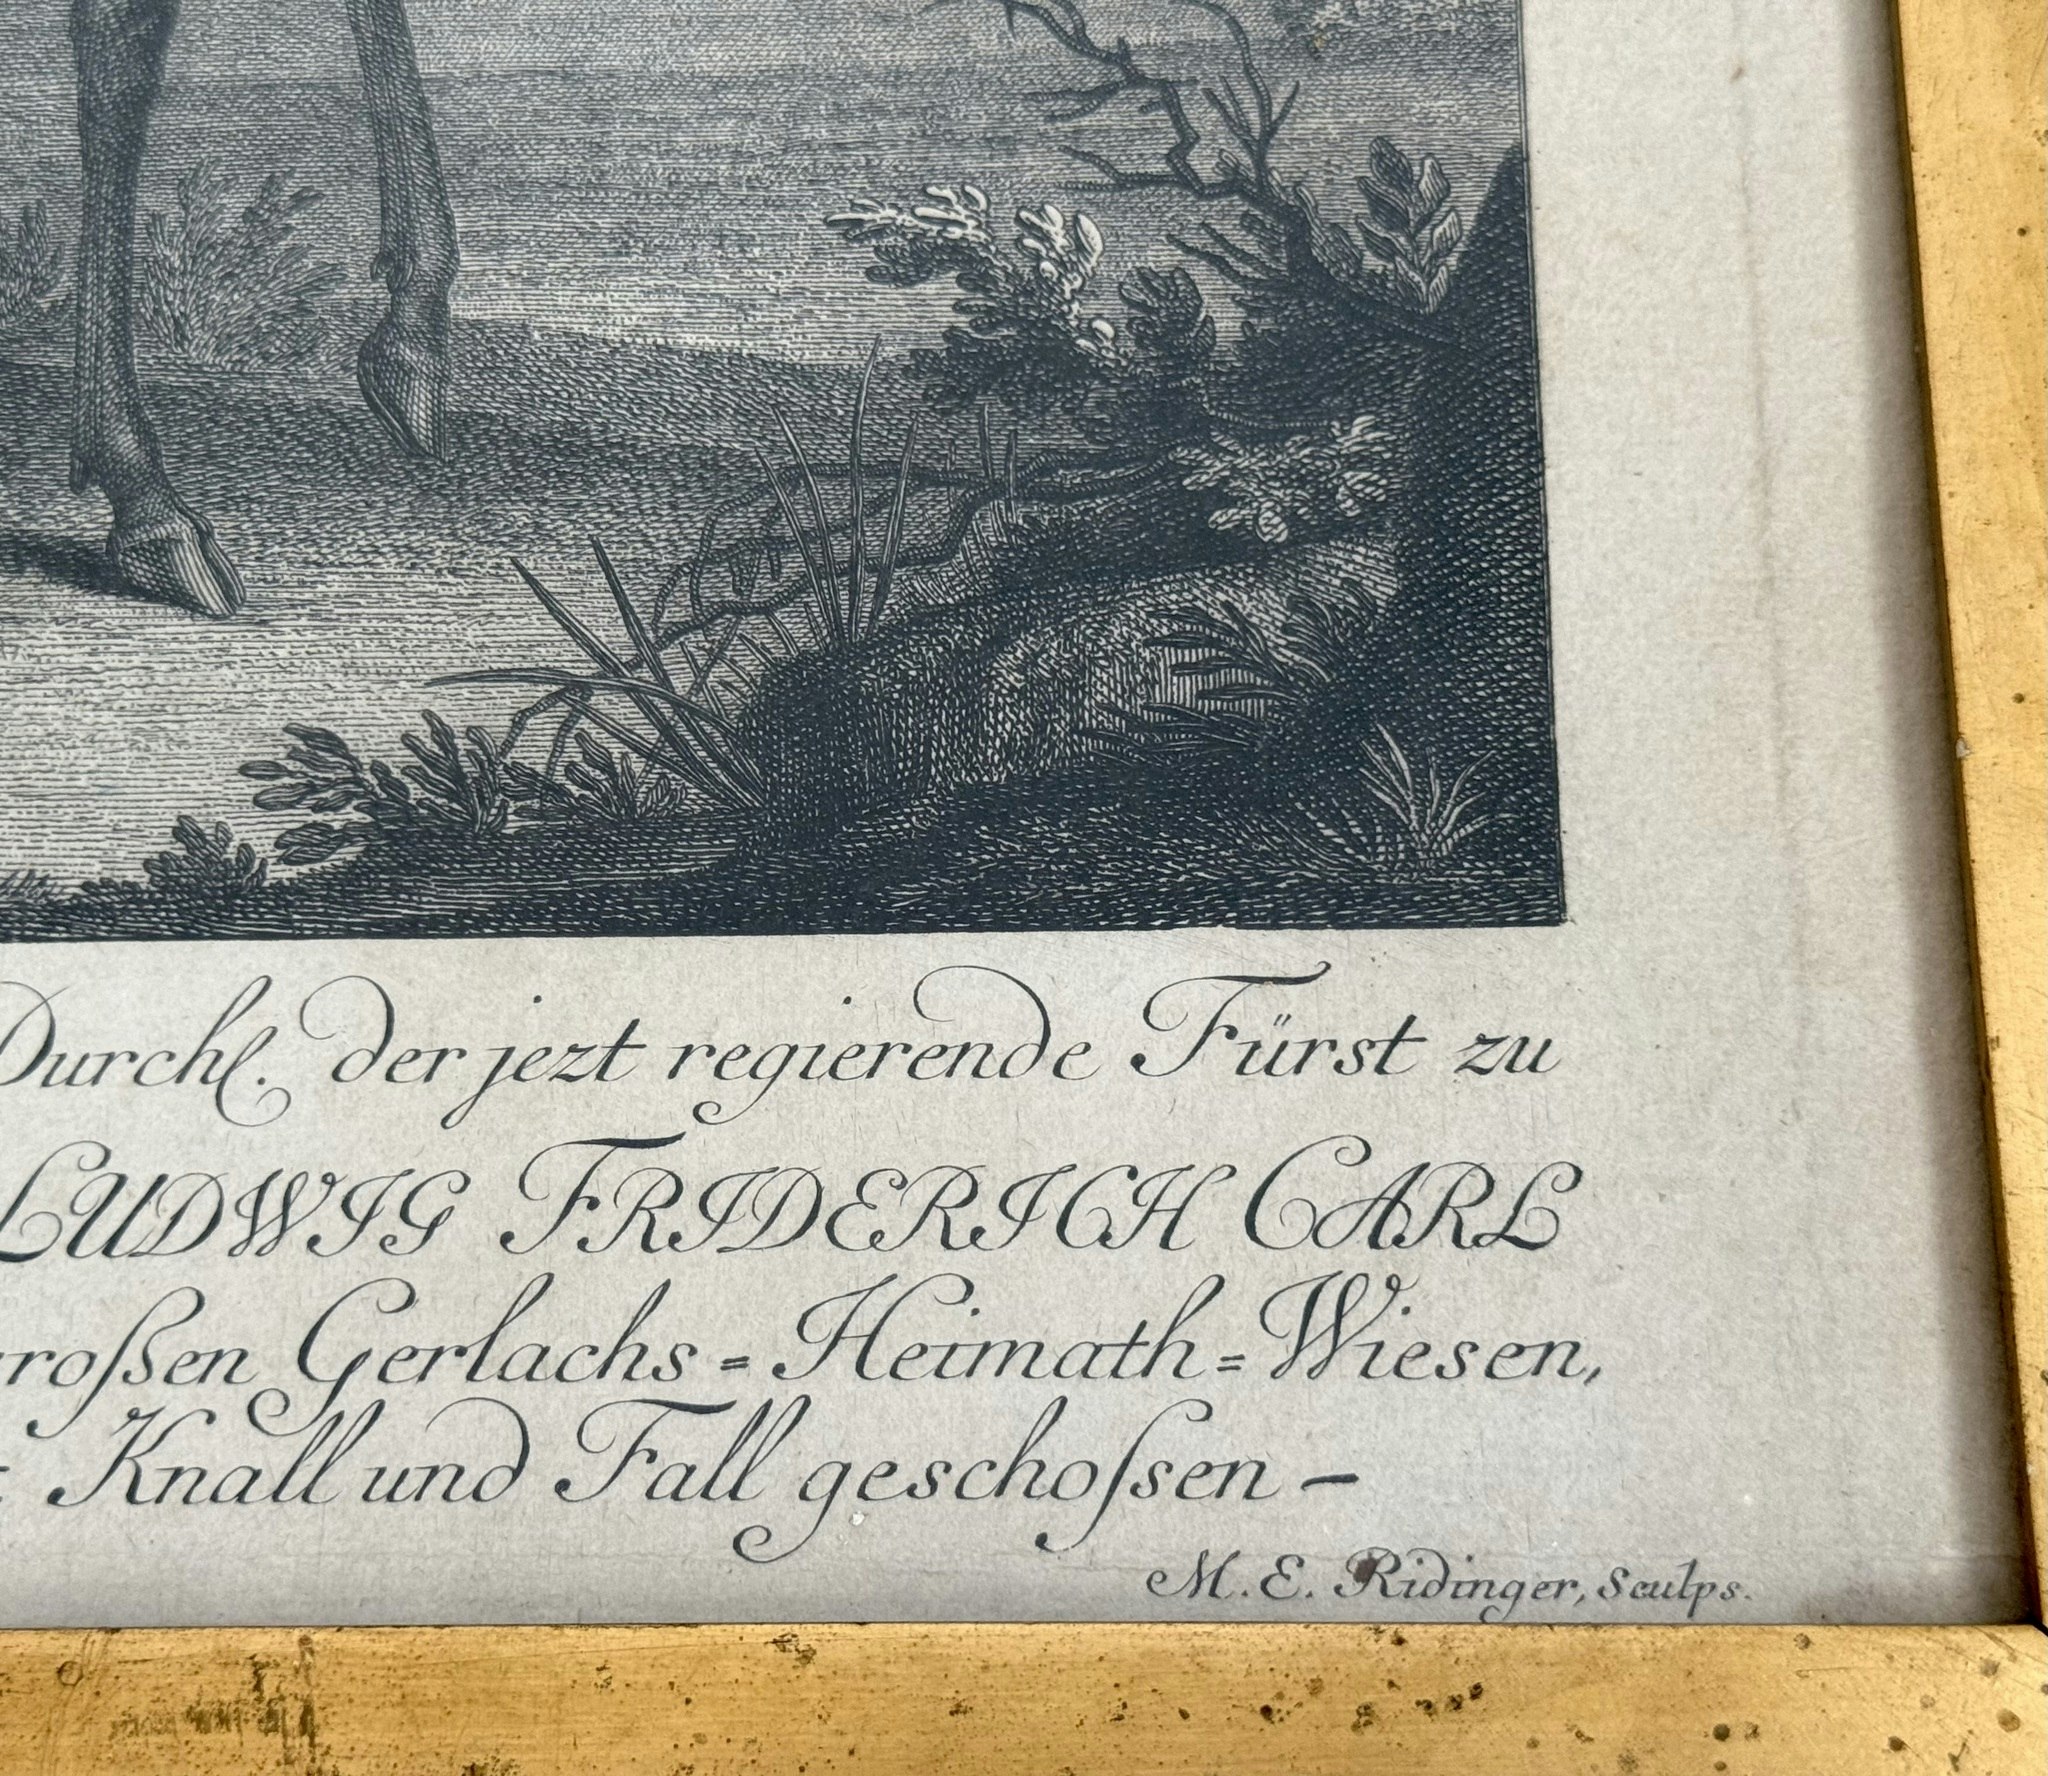 Durchl. der jezt regierende Fürst zu
LUDWIG FRIDERICH CARL
roßen Gerlachs=Heimath=Wiesen,
: Knall und Fall geschoſsen –
M. E. Ridinger, Sculps.